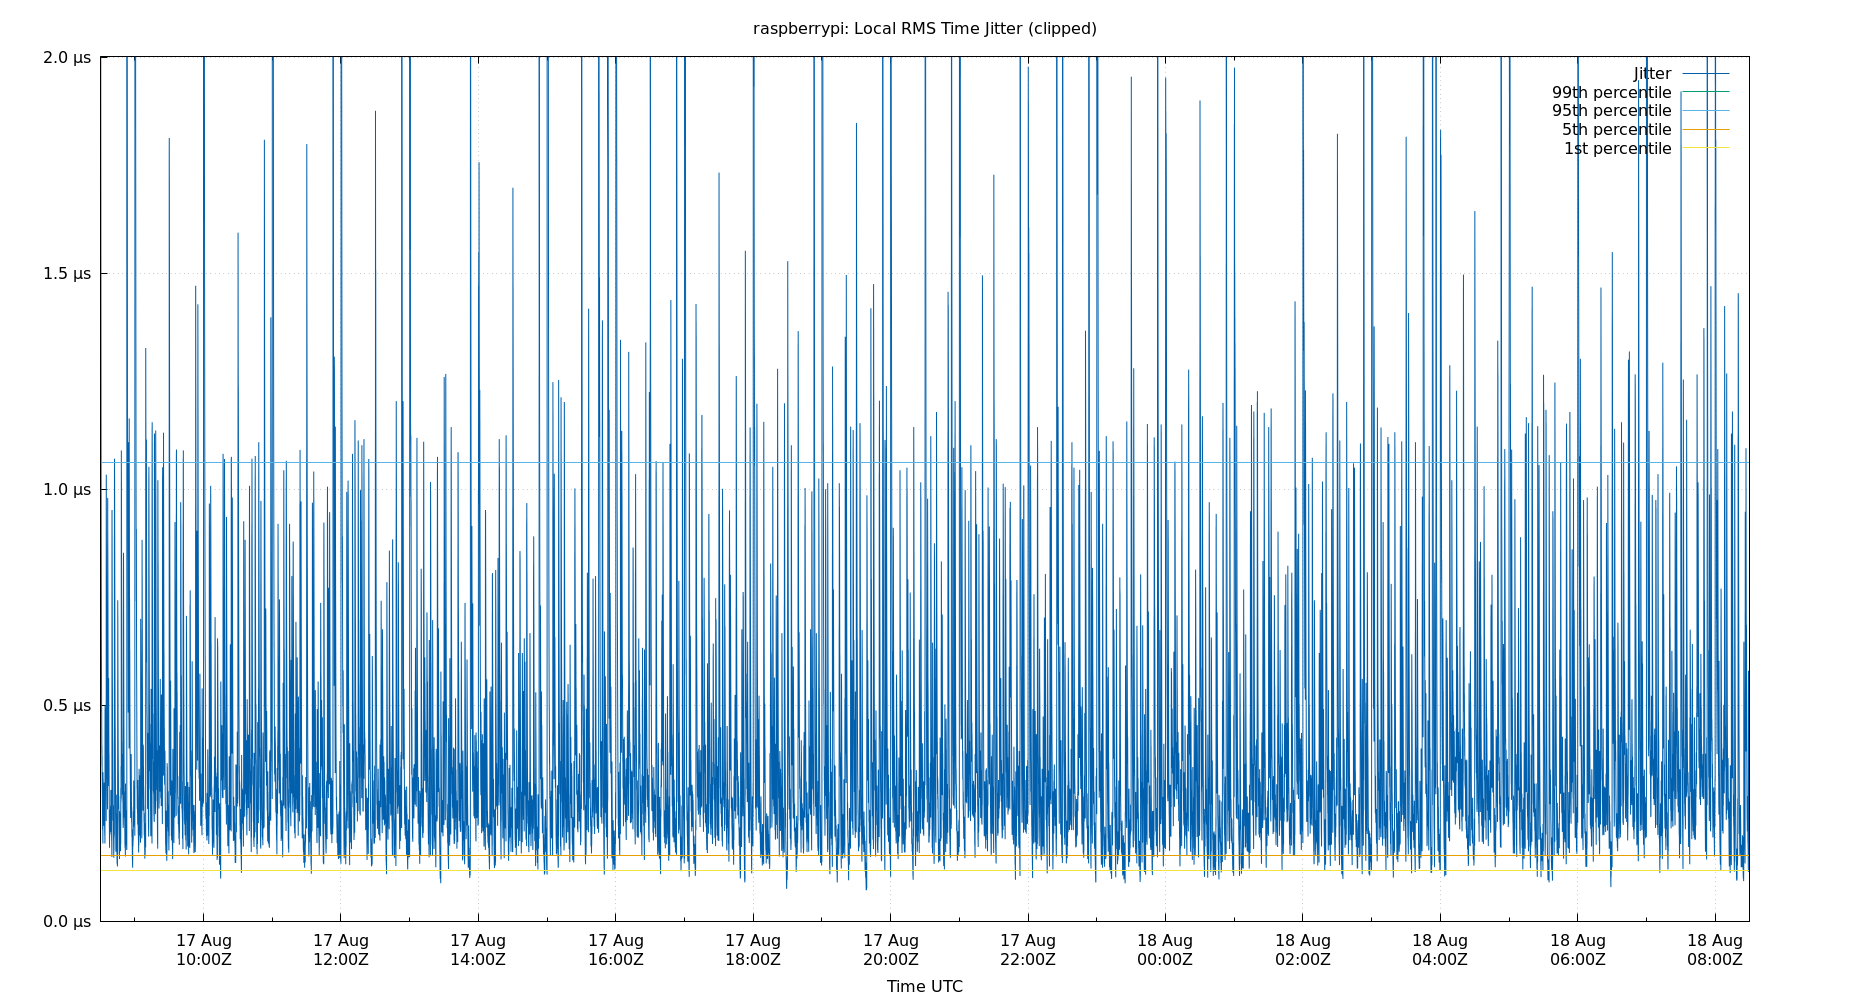 raspberrypi: Local RMS Time Jitter (clipped)
2.0 μs
1.5 μs
1.0 μs
0.5 μs
0.0 μs
Jitter
99th percentile
95th percentile
5th percentile
1st percentile
17 Aug 17 Aug 17 Aug 17 Aug 17 Aug 17 Aug 17 Aug 18 Aug 18 Aug 18 Aug 18 Aug 18 Aug
10:00Z 12:00Z 14:00Z 16:00Z 18:00Z 20:00Z 22:00Z 00:00Z 02:00Z 04:00Z 06:00Z 08:00Z
Time UTC